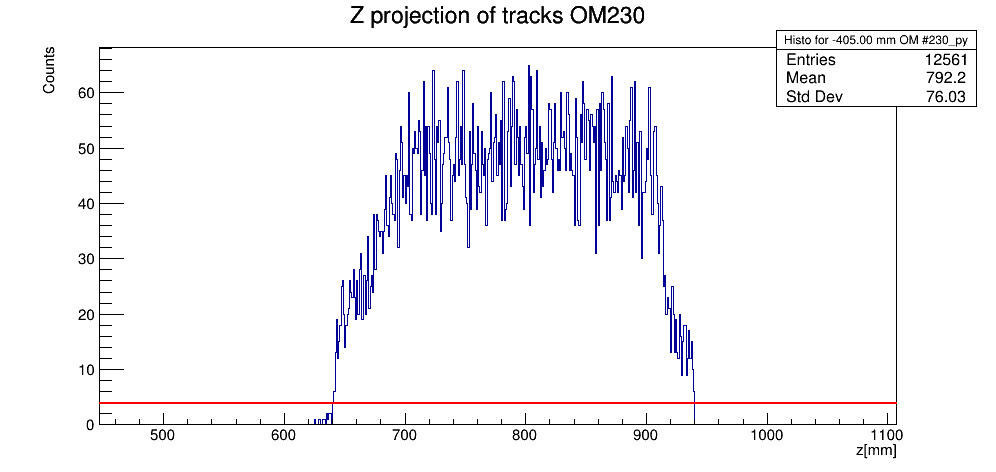 Z projection of tracks OM230
Histo for -405.00 mm OM #230_py
Entries 12561
Mean 792.2
Std Dev 76.03
Counts
60
50
40
30
20
10
0
500 600 700 800 900 1000 1100
z[mm]